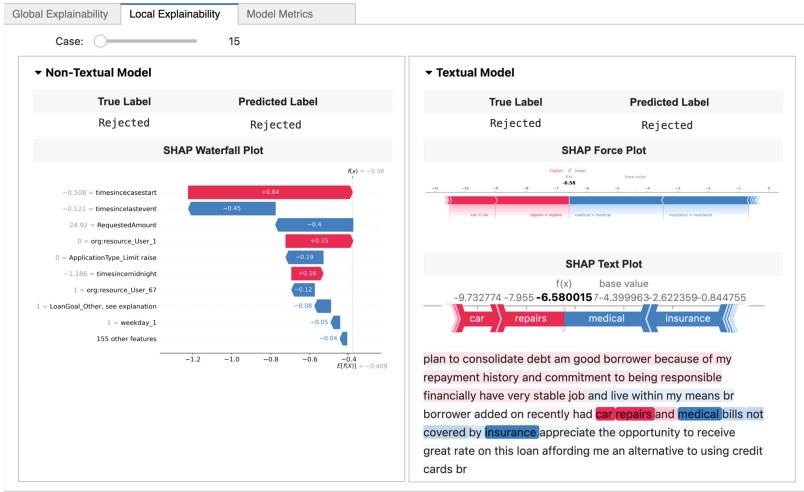 Global Explainability
Local Explainability
Model Metrics
Case:
15
Non-Textual Model
True Label
Predicted Label
Rejected
Rejected
SHAP Waterfall Plot
f(x) = −0.38
−0.508 = timesincecasestart
+0.84
−0.121 = timesincelastevent
−0.45
24.92 = RequestedAmount
−0.4
0 = org:resource_User_1
+0.35
0 = ApplicationType_Limit raise
−0.19
−1.186 = timesincemidnight
+0.16
1 = org:resource_User_67
−0.12
1 = LoanGoal_Other, see explanation
−0.08
1 = weekday_1
−0.05
155 other features
−0.04
−1.2 −1.0 −0.8 −0.6 −0.4
E[f(X)] = −0.409
Textual Model
True Label
Predicted Label
Rejected
Rejected
SHAP Force Plot
higher ⇄ lower
f(x)
base value
−6.58
car = car
repairs = repairs
medical = medical
insurance = insurance
SHAP Text Plot
f(x)
base value
-9.732774 -7.955 -6.5800157-4.399963-2.622359-0.844755
car
repairs
medical
insurance
plan to consolidate debt am good borrower because of my
repayment history and commitment to being responsible
financially have very stable job and live within my means br
borrower added on recently had car repairs and medical bills not
covered by insurance appreciate the opportunity to receive
great rate on this loan affording me an alternative to using credit
cards br